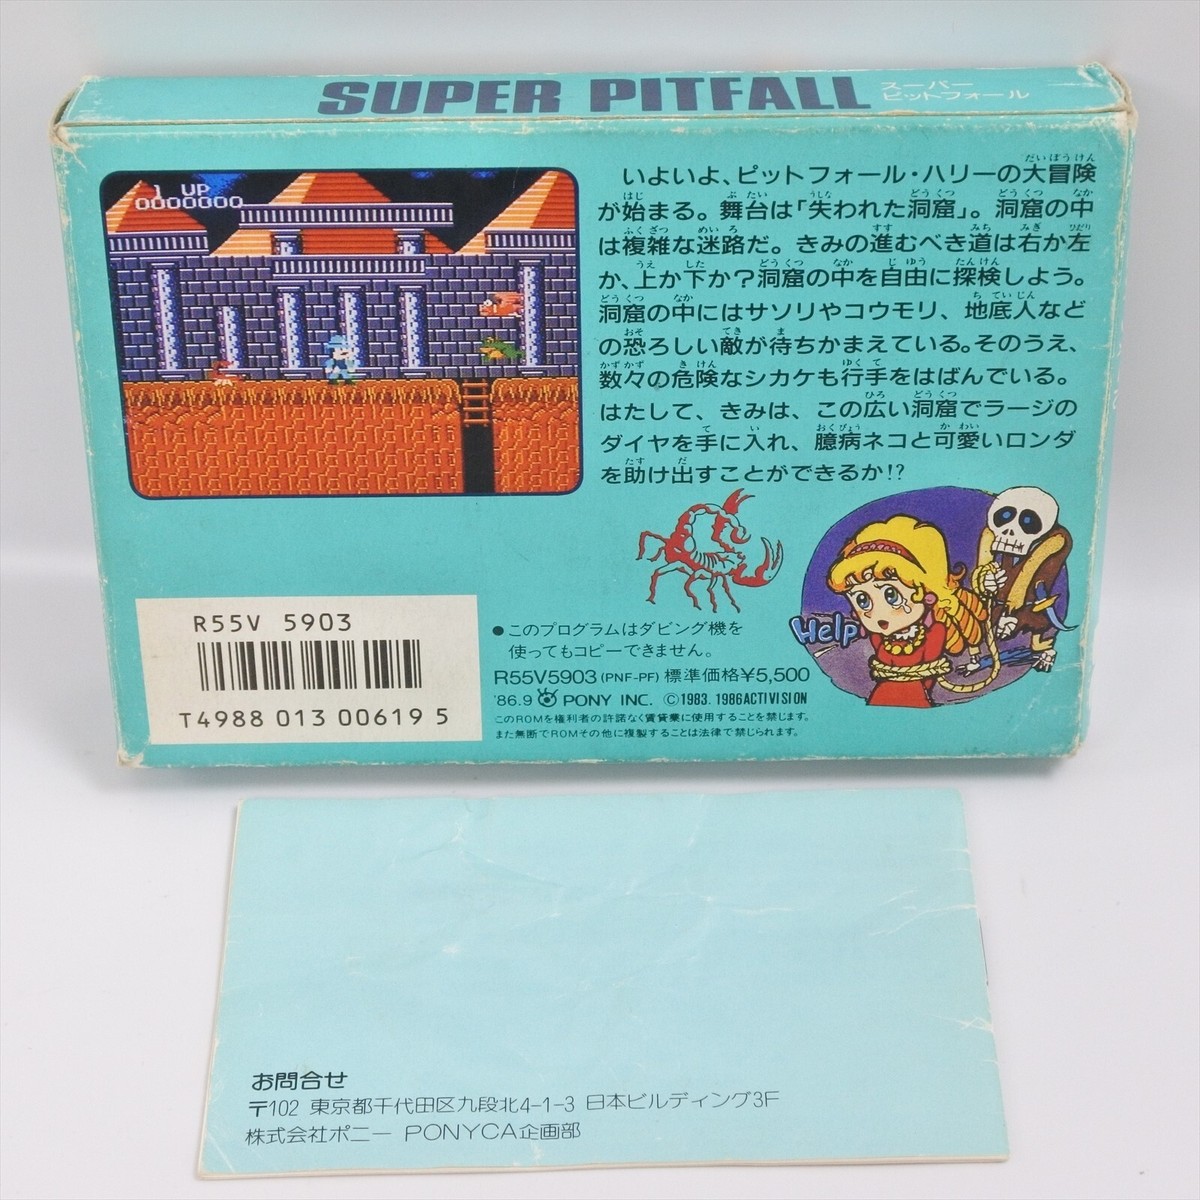 SUPER PITFALL スーパー
ピットフォール
1 UP
0000000
いよいよ、ピットフォール・ハリーの大冒険
が始まる。舞台は「失われた洞窟」。洞窟の中
は複雑な迷路だ。きみの進むべき道は右か左
か、上か下か?洞窟の中を自由に探検しよう。
洞窟の中にはサソリやコウモリ、地底人など
の恐ろしい敵が待ちかまえている。そのうえ、
数々の危険なシカケも行手をはばんでいる。
はたして、きみは、この広い洞窟でラージの
ダイヤを手に入れ、臆病ネコと可愛いロンダ
を助け出すことができるか!?
Help
R55V 5903
T4988 013 00619 5
●このプログラムはダビング機を
使ってもコピーできません。
R55V5903(PNF-PF) 標準価格¥5,500
'86.9 PONY INC. ©1983. 1986ACTIVISION
このROMを権利者の許諾なく賃貸業に使用することを禁じます。
また無断でROMその他に複製することは法律で禁じられます。
お問合せ
〒102 東京都千代田区九段北4-1-3 日本ビルディング3F
株式会社ポニー PONYCA企画部